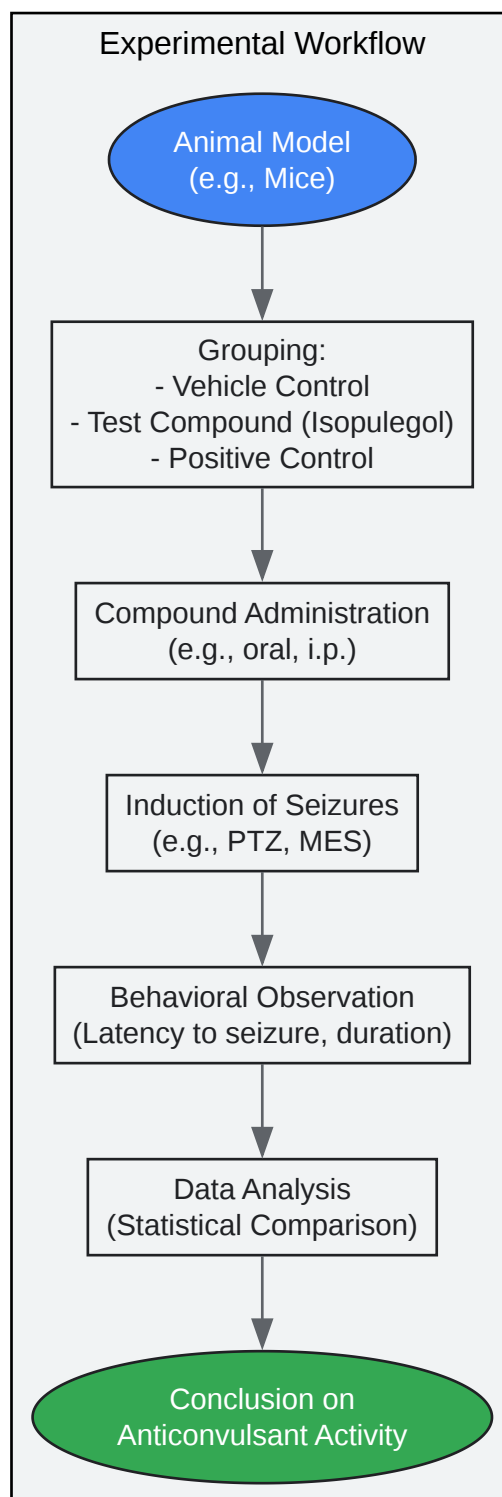 Experimental Workflow
Animal Model
(e.g., Mice)
Grouping:
- Vehicle Control
- Test Compound (Isopulegol)
- Positive Control
Compound Administration
(e.g., oral, i.p.)
Induction of Seizures
(e.g., PTZ, MES)
Behavioral Observation
(Latency to seizure, duration)
Data Analysis
(Statistical Comparison)
Conclusion on
Anticonvulsant Activity